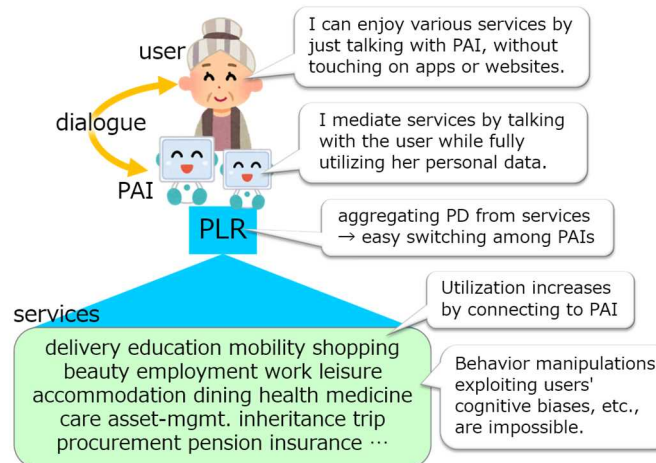 user
I can enjoy various services by
just talking with PAI, without
touching on apps or websites.
dialogue
I mediate services by talking
with the user while fully
utilizing her personal data.
PAI
PLR
aggregating PD from services
→ easy switching among PAIs
services
Utilization increases
by connecting to PAI
delivery education mobility shopping
beauty employment work leisure
accommodation dining health medicine
care asset-mgmt. inheritance trip
procurement pension insurance ⋯
Behavior manipulations
exploiting users'
cognitive biases, etc.,
are impossible.